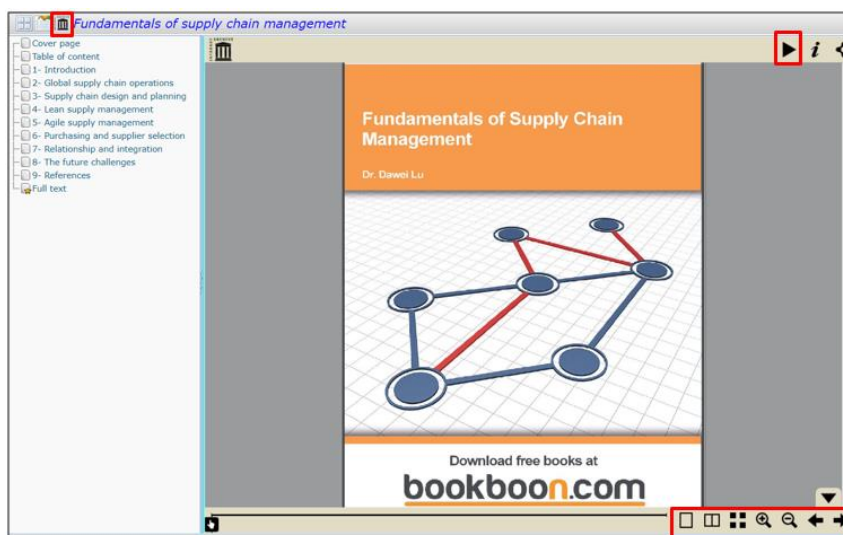 Fundamentals of supply chain management
Cover page
Table of content
1- Introduction
2- Global supply chain operations
3- Supply chain design and planning
4- Lean supply management
5- Agile supply management
6- Purchasing and supplier selection
7- Relationship and integration
8- The future challenges
9- References
Full text
i
Fundamentals of Supply Chain
Management
Dr. Dawei Lu
Download free books at
bookboon.com